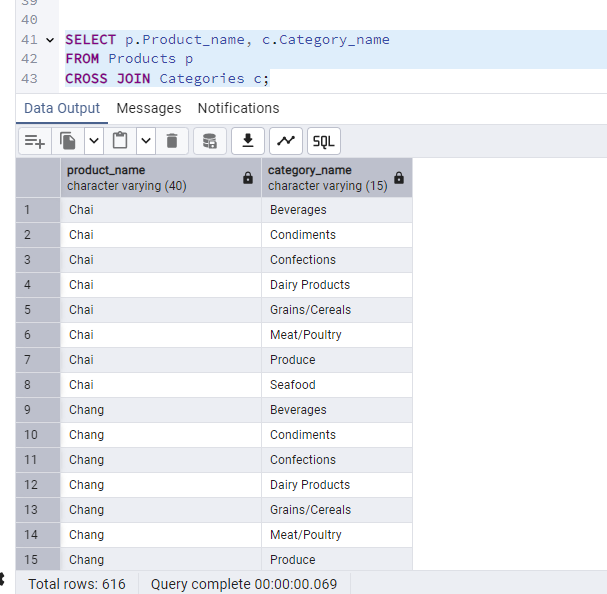 39
40
41 SELECT p.Product_name, c.Category_name
42 FROM Products p
43 CROSS JOIN Categories c;
Data Output Messages Notifications
SQL
product_name category_name
character varying (40) character varying (15)
1 Chai Beverages
2 Chai Condiments
3 Chai Confections
4 Chai Dairy Products
5 Chai Grains/Cereals
6 Chai Meat/Poultry
7 Chai Produce
8 Chai Seafood
9 Chang Beverages
10 Chang Condiments
11 Chang Confections
12 Chang Dairy Products
13 Chang Grains/Cereals
14 Chang Meat/Poultry
15 Chang Produce
Total rows: 616 Query complete 00:00:00.069